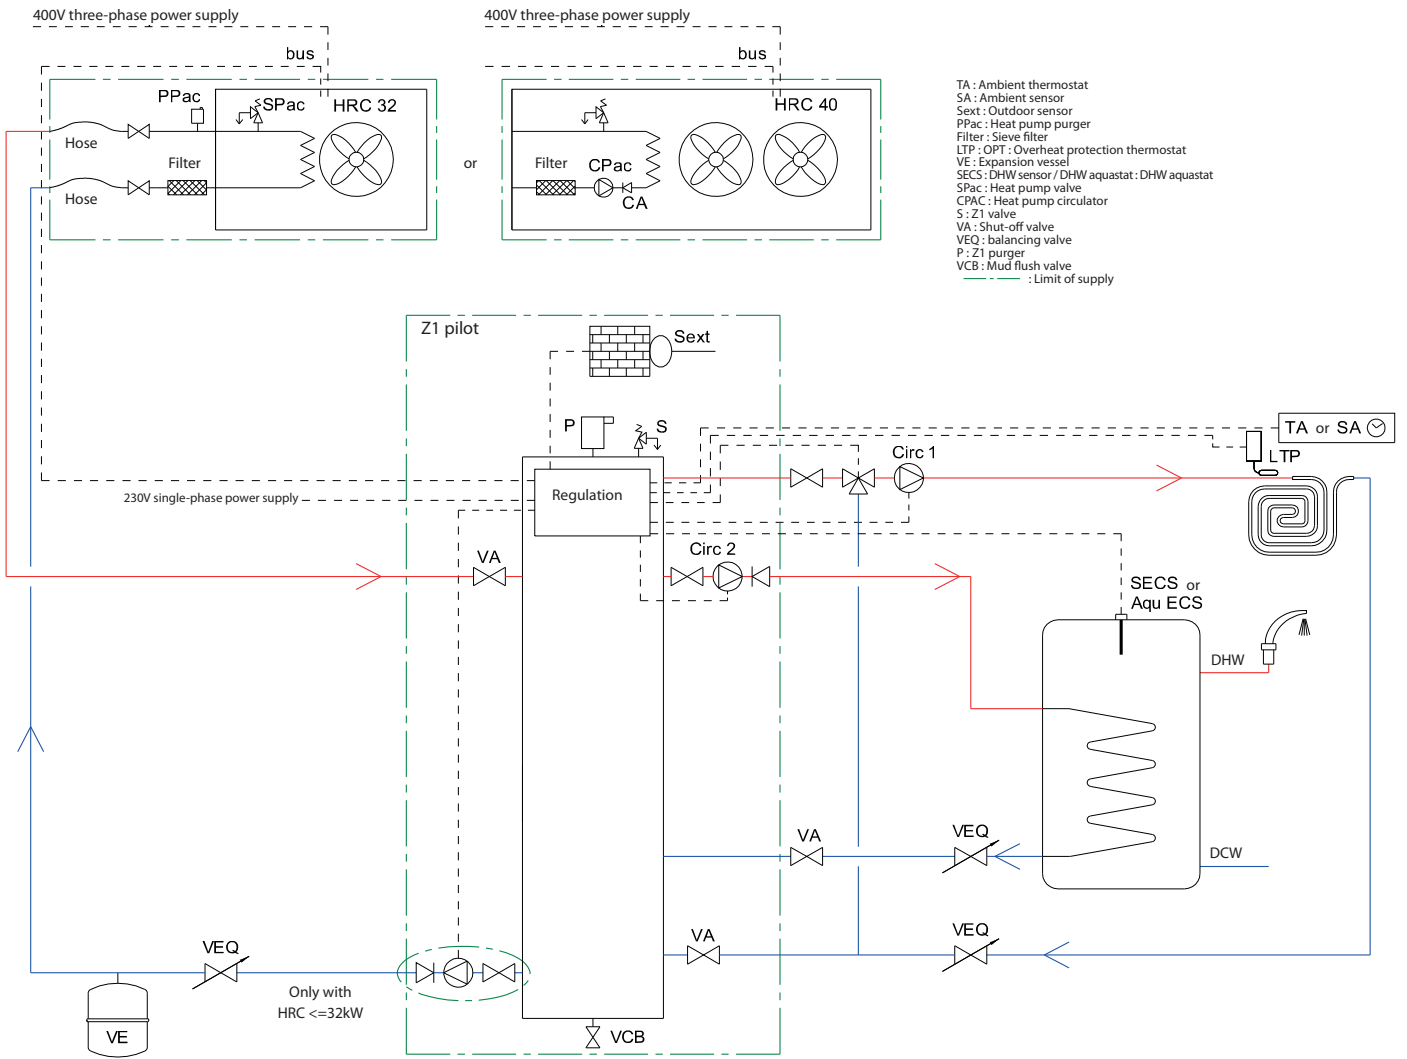 400V three-phase power supply
bus
PPac
SPac
HRC 32
Hose
Filter
Hose
or
400V three-phase power supply
bus
HRC 40
Filter
CPac
CA
TA : Ambient thermostat
SA : Ambient sensor
Sext : Outdoor sensor
PPac : Heat pump purger
Filter : Sieve filter
LTP : OPT : Overheat protection thermostat
VE : Expansion vessel
SECS : DHW sensor / DHW aquastat : DHW aquastat
SPac : Heat pump valve
CPAC : Heat pump circulator
S : Z1 valve
VA : Shut-off valve
VEQ : balancing valve
P : Z1 purger
VCB : Mud flush valve
: Limit of supply
Z1 pilot
Sext
P
S
TA or SA
Circ 1
LTP
Regulation
230V single-phase power supply
VA
Circ 2
SECS or
Aqu ECS
DHW
VA
VEQ
DCW
VEQ
VA
VEQ
Only with
HRC <=32kW
VE
VCB